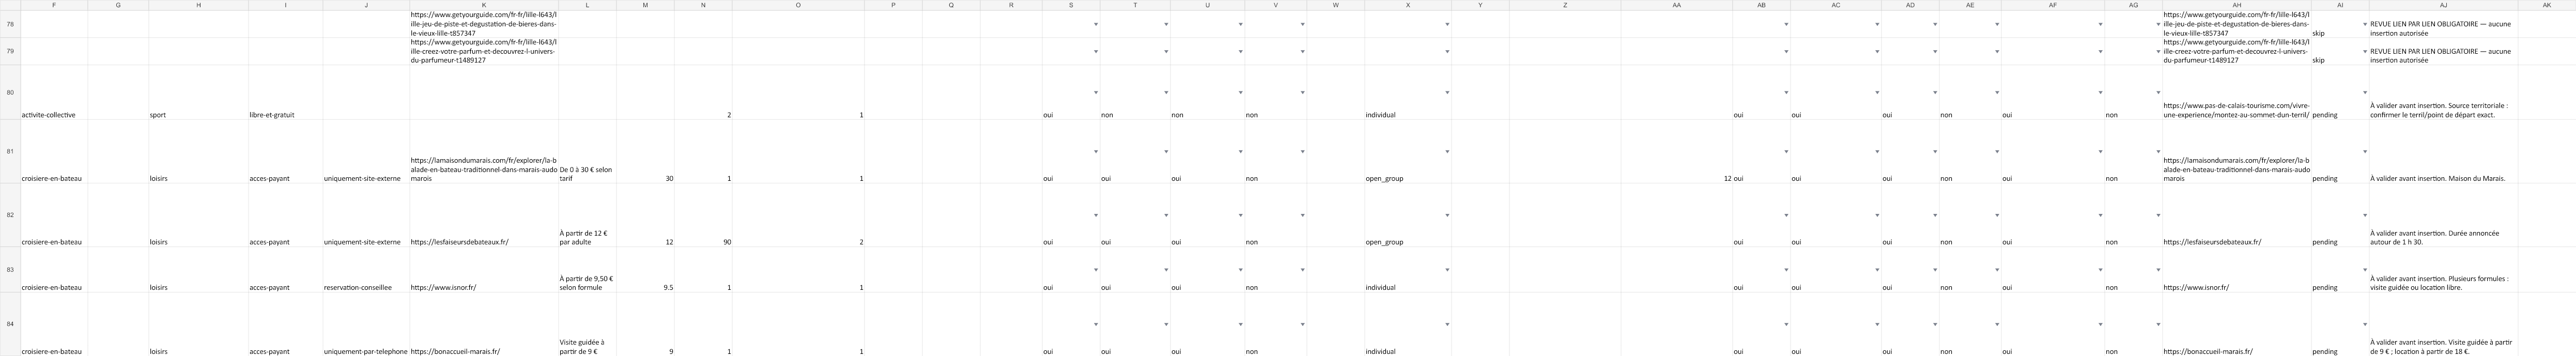 F G H I J K L M N O P Q R S T U V W X Y Z AA AB AC AD AE AF AG AH AI AJ AK
78
https://www.getyourguide.com/fr-fr/lille-l643/l
ille-jeu-de-piste-et-degustation-de-bieres-dans-
le-vieux-lille-t857347
https://www.getyourguide.com/fr-fr/lille-l643/l
ille-jeu-de-piste-et-degustation-de-bieres-dans-
le-vieux-lille-t857347
skip
REVUE LIEN PAR LIEN OBLIGATOIRE — aucune
insertion autorisée
79
https://www.getyourguide.com/fr-fr/lille-l643/l
ille-creez-votre-parfum-et-decouvrez-l-univers-
du-parfumeur-t1489127
https://www.getyourguide.com/fr-fr/lille-l643/l
ille-creez-votre-parfum-et-decouvrez-l-univers-
du-parfumeur-t1489127
skip
REVUE LIEN PAR LIEN OBLIGATOIRE — aucune
insertion autorisée
80
activite-collective sport libre-et-gratuit 2 1 oui non non non individual oui oui oui non oui non
https://www.pas-de-calais-tourisme.com/vivre-
une-experience/montez-au-sommet-dun-terril/
pending
À valider avant insertion. Source territoriale :
confirmer le terril/point de départ exact.
81
croisiere-en-bateau loisirs acces-payant uniquement-site-externe
https://lamaisondumarais.com/fr/explorer/la-b
alade-en-bateau-traditionnel-dans-marais-audo
marois
De 0 à 30 € selon
tarif
30 1 1 oui oui oui non open_group 12 oui oui oui non oui non
https://lamaisondumarais.com/fr/explorer/la-b
alade-en-bateau-traditionnel-dans-marais-audo
marois
pending
À valider avant insertion. Maison du Marais.
82
croisiere-en-bateau loisirs acces-payant uniquement-site-externe https://lesfaiseursdebateaux.fr/
À partir de 12 €
par adulte
12 90 2 oui oui oui non open_group oui oui oui non oui non https://lesfaiseursdebateaux.fr/ pending
À valider avant insertion. Durée annoncée
autour de 1 h 30.
83
croisiere-en-bateau loisirs acces-payant reservation-conseillee https://www.isnor.fr/
À partir de 9,50 €
selon formule
9.5 1 1 oui oui oui non individual oui oui oui non oui non https://www.isnor.fr/ pending
À valider avant insertion. Plusieurs formules :
visite guidée ou location libre.
84
croisiere-en-bateau loisirs acces-payant uniquement-par-telephone https://bonaccueil-marais.fr/
Visite guidée à
partir de 9 €
9 1 1 oui oui oui non individual oui oui oui non oui non https://bonaccueil-marais.fr/ pending
À valider avant insertion. Visite guidée à partir
de 9 € ; location à partir de 18 €.